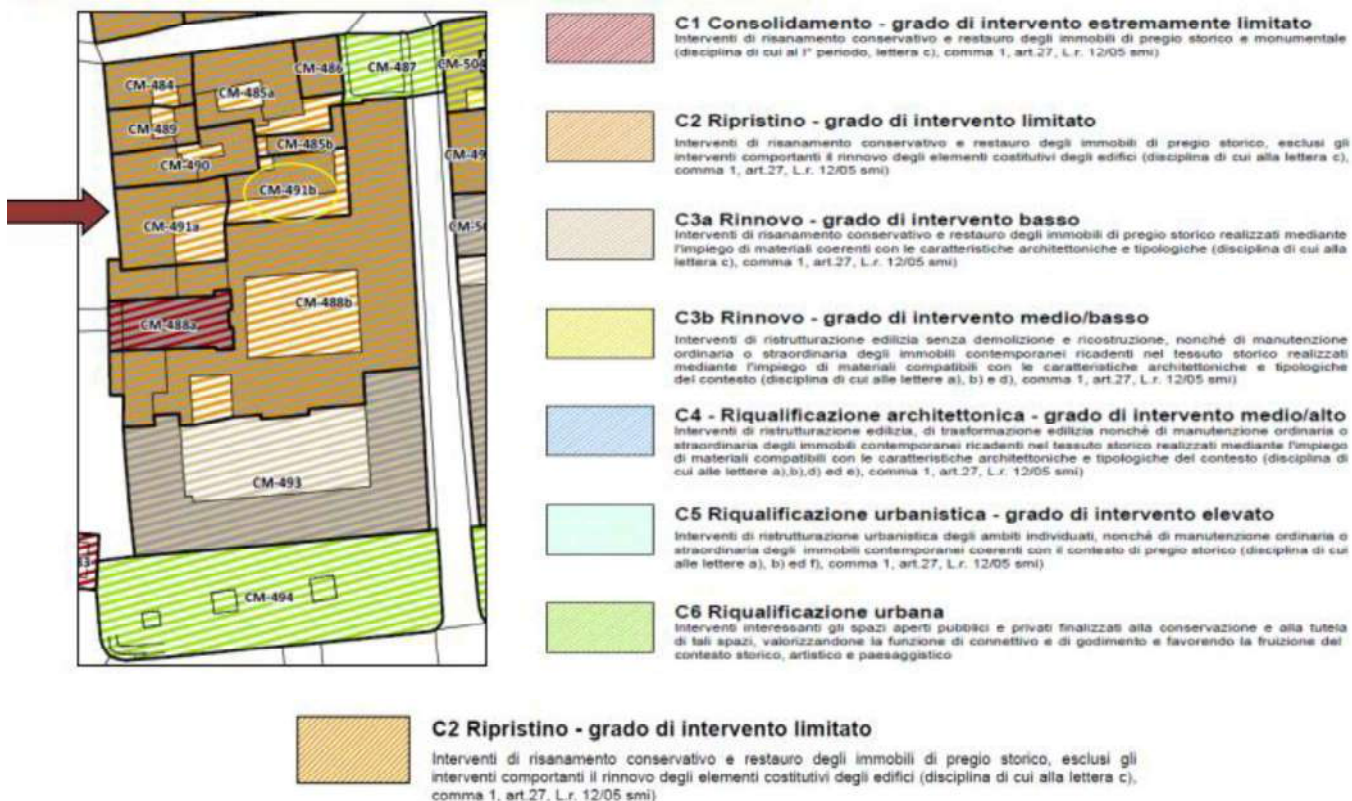 CM-486
CM-487
CM-504
CM-484
CM-485a
CM-489
CM-485b
CM-490
CM-49
CM-491b
CM-491a
CM-50
CM-488b
CM-488a
CM-493
CM-494
C1 Consolidamento - grado di intervento estremamente limitato
Interventi di risanamento conservativo e restauro degli immobili di pregio storico e monumentale
(disciplina di cui al I° periodo, lettera c), comma 1, art.27, L.r. 12/05 smi)
C2 Ripristino - grado di intervento limitato
Interventi di risanamento conservativo e restauro degli immobili di pregio storico, esclusi gli
interventi comportanti il rinnovo degli elementi costitutivi degli edifici (disciplina di cui alla lettera c),
comma 1, art.27, L.r. 12/05 smi)
C3a Rinnovo - grado di intervento basso
Interventi di risanamento conservativo e restauro degli immobili di pregio storico realizzati mediante
l'impiego di materiali coerenti con le caratteristiche architettoniche e tipologiche (disciplina di cui alla
lettera c), comma 1, art.27, L.r. 12/05 smi)
C3b Rinnovo - grado di intervento medio/basso
Interventi di ristrutturazione edilizia senza demolizione e ricostruzione, nonché di manutenzione
ordinaria o straordinaria degli immobili contemporanei ricadenti nel tessuto storico realizzati
mediante l'impiego di materiali compatibili con le caratteristiche architettoniche e tipologiche
del contesto (disciplina di cui alle lettere a), b) e d), comma 1, art.27, L.r. 12/05 smi)
C4 - Riqualificazione architettonica - grado di intervento medio/alto
Interventi di ristrutturazione edilizia, di trasformazione edilizia nonché di manutenzione ordinaria o
straordinaria degli immobili contemporanei ricadenti nel tessuto storico realizzati mediante l'impiego
di materiali compatibili con le caratteristiche architettoniche e tipologiche del contesto (disciplina di
cui alle lettere a),b),d) ed e), comma 1, art.27, L.r. 12/05 smi)
C5 Riqualificazione urbanistica - grado di intervento elevato
Interventi di ristrutturazione urbanistica degli ambiti individuati, nonché di manutenzione ordinaria o
straordinaria degli immobili contemporanei coerenti con il contesto di pregio storico (disciplina di cui
alle lettere a), b) ed f), comma 1, art.27, L.r. 12/05 smi)
C6 Riqualificazione urbana
Interventi interessanti gli spazi aperti pubblici e privati finalizzati alla conservazione e alla tutela
di tali spazi, valorizzandone la funzione di connettivo e di godimento e favorendo la fruizione del
contesto storico, artistico e paesaggistico
C2 Ripristino - grado di intervento limitato
Interventi di risanamento conservativo e restauro degli immobili di pregio storico, esclusi gli
interventi comportanti il rinnovo degli elementi costitutivi degli edifici (disciplina di cui alla lettera c),
comma 1, art.27, L.r. 12/05 smi)